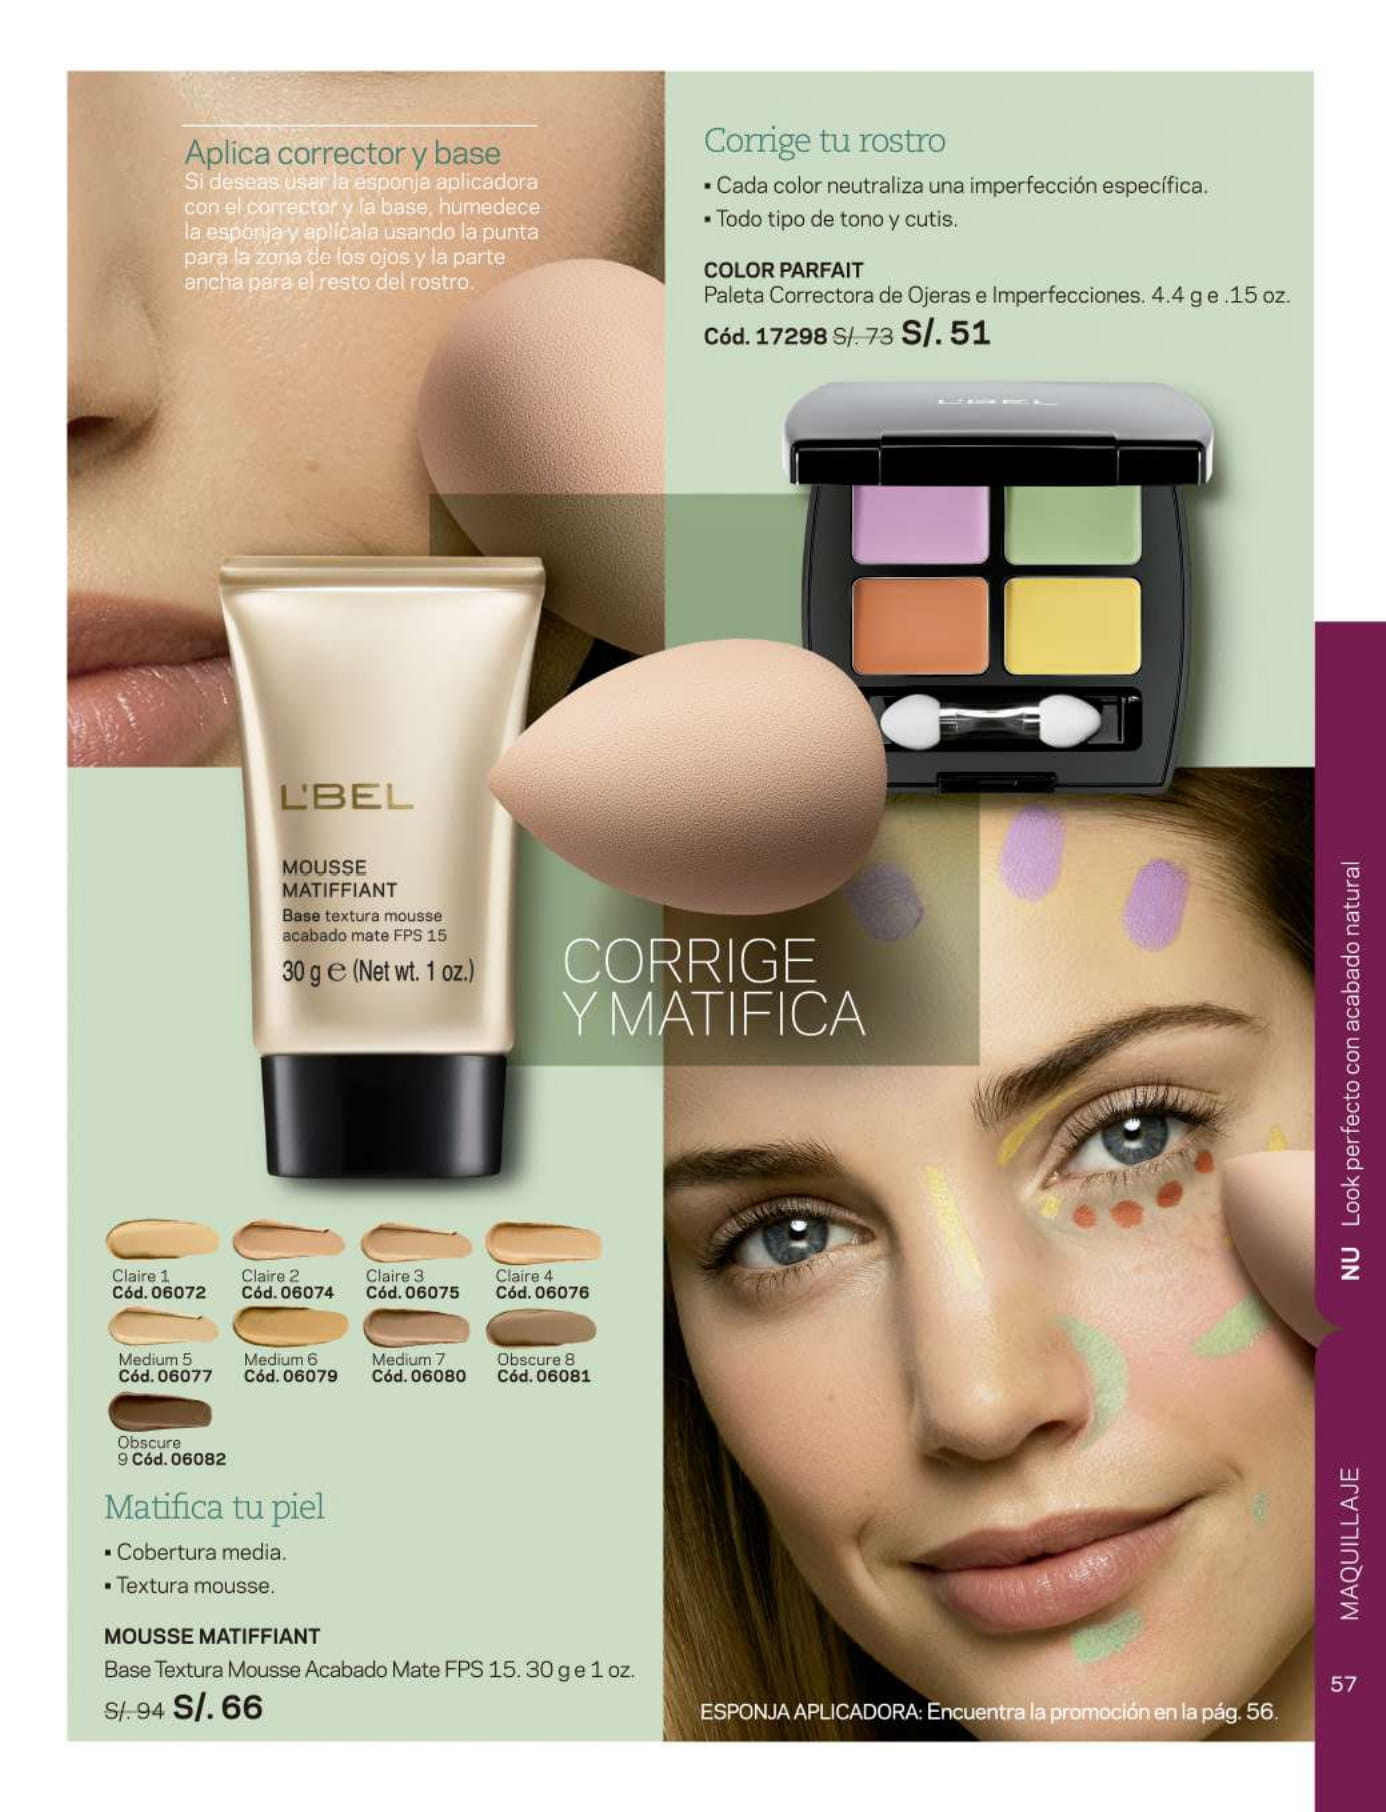 Aplica corrector y base
Si deseas usar la esponja aplicadora
con el corrector y la base, humedece
la esponja y aplícala usando la punta
para la zona de los ojos y la parte
ancha para el resto del rostro.
Corrige tu rostro
▪ Cada color neutraliza una imperfección específica.
▪ Todo tipo de tono y cutis.
COLOR PARFAIT
Paleta Correctora de Ojeras e Imperfecciones. 4.4 g e .15 oz.
Cód. 17298 S/. 73 S/. 51
L'BEL
L'BEL
MOUSSE
MATIFFIANT
Base textura mousse
acabado mate FPS 15
30 g e (Net wt. 1 oz.)
CORRIGE
Y MATIFICA
Claire 1
Cód. 06072
Claire 2
Cód. 06074
Claire 3
Cód. 06075
Claire 4
Cód. 06076
Medium 5
Cód. 06077
Medium 6
Cód. 06079
Medium 7
Cód. 06080
Obscure 8
Cód. 06081
Obscure
9 Cód. 06082
Matifica tu piel
▪ Cobertura media.
▪ Textura mousse.
MOUSSE MATIFFIANT
Base Textura Mousse Acabado Mate FPS 15. 30 g e 1 oz.
S/. 94 S/. 66
ESPONJA APLICADORA: Encuentra la promoción en la pág. 56.
NU Look perfecto con acabado natural
MAQUILLAJE
57